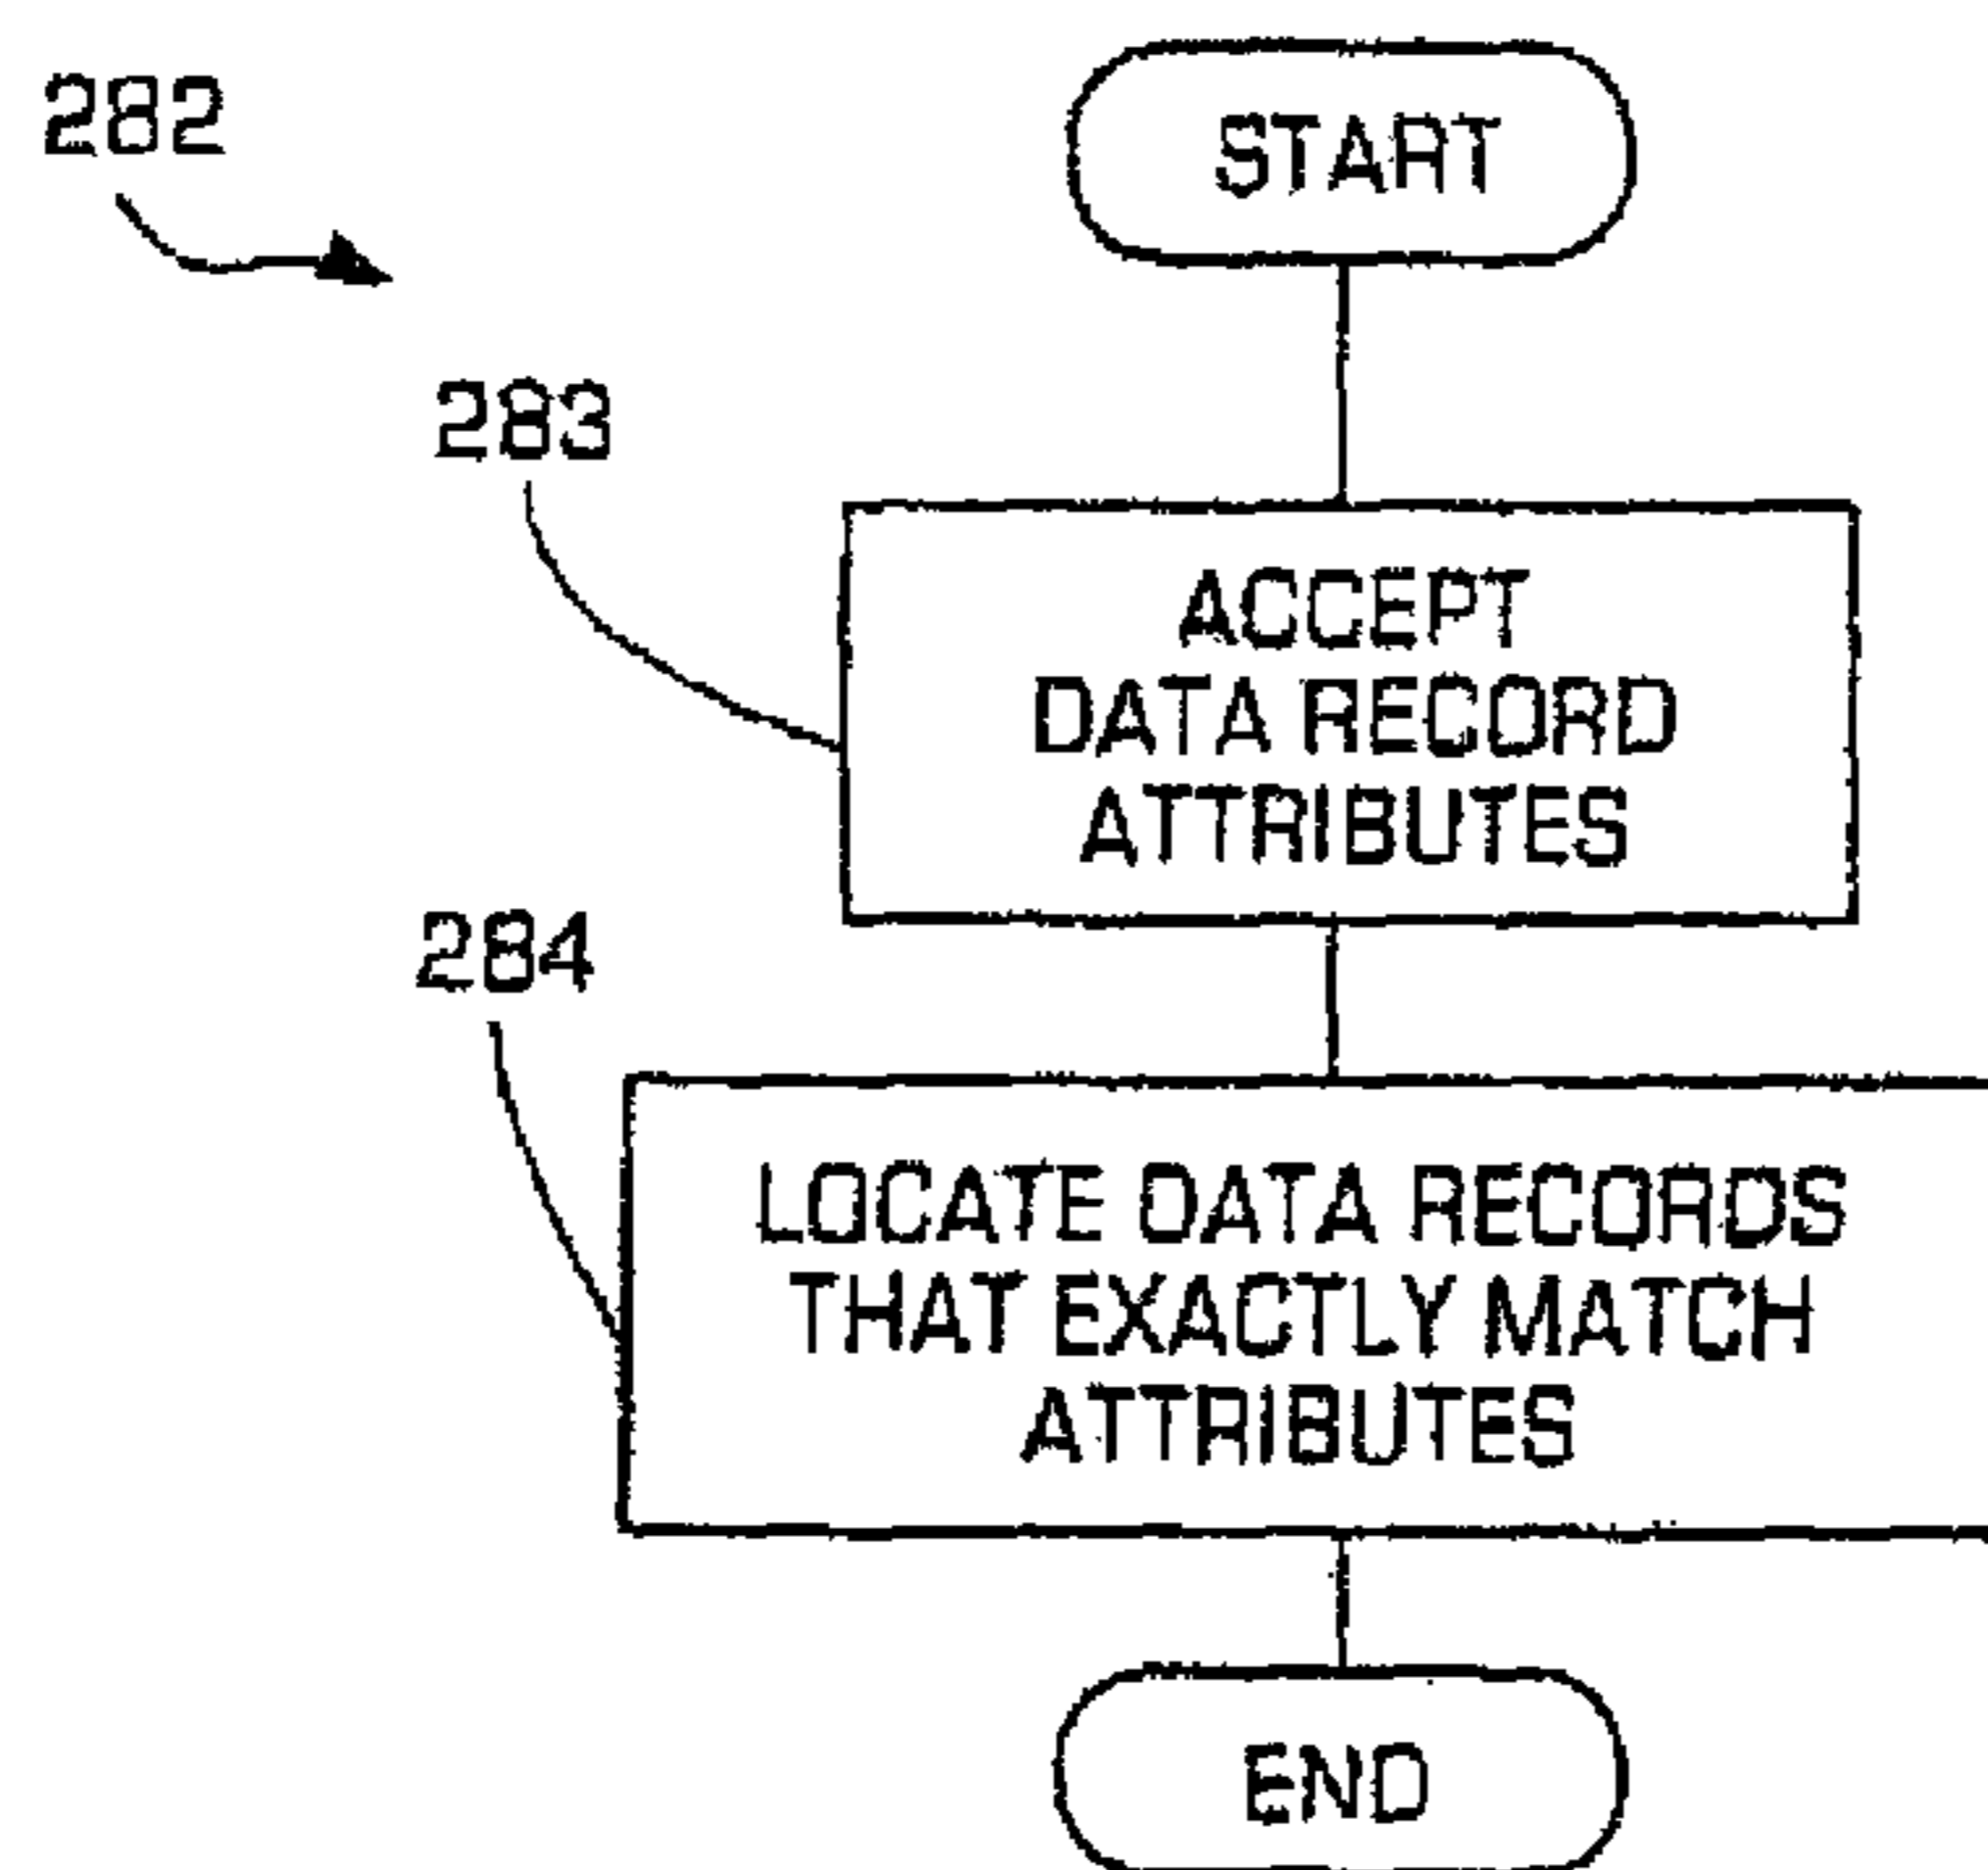 282
START
283
ACCEPT
DATA RECORD
ATTRIBUTES
284
LOCATE DATA RECORDS
THAT EXACTLY MATCH
ATTRIBUTES
END